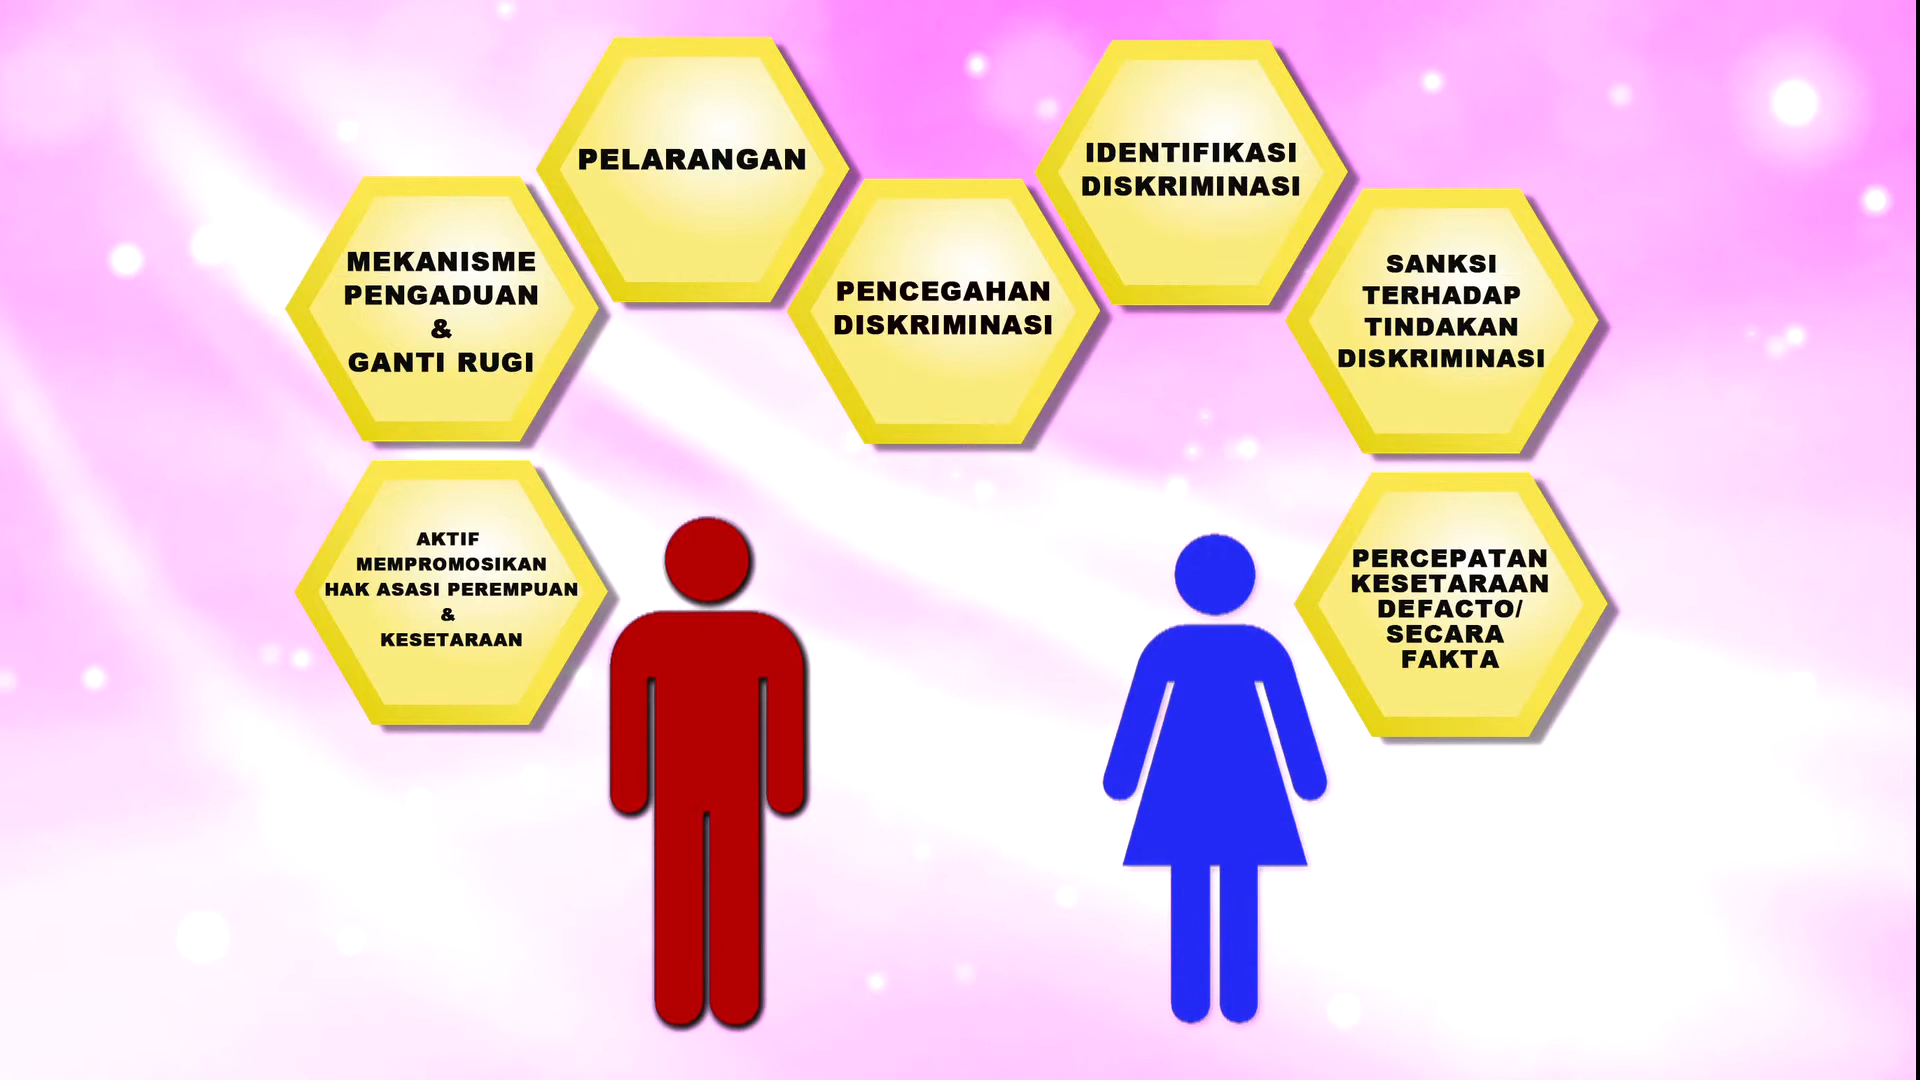 PELARANGAN
IDENTIFIKASI
DISKRIMINASI
MEKANISME
PENGADUAN
&
GANTI RUGI
PENCEGAHAN
DISKRIMINASI
SANKSI
TERHADAP
TINDAKAN
DISKRIMINASI
AKTIF
MEMPROMOSIKAN
HAK ASASI PEREMPUAN
&
KESETARAAN
PERCEPATAN
KESETARAAN
DEFACTO/
SECARA
FAKTA